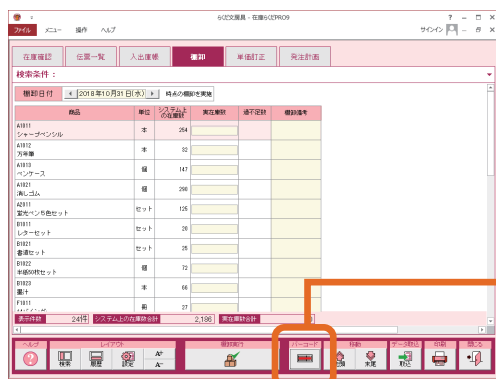 らくだ文房具 - 在庫らくだPRO9
ファイル メニュー 操作 ヘルプ サインイン
在庫確認 伝票一覧 入出庫帳 棚卸 単価訂正 発注計画
検索条件：
棚卸日付 2018年10月31日(水) 時点の棚卸を実施
商品 単位 システム上の在庫数 実在庫数 過不足数 棚卸備考
A1011
シャープペンシル 本 254
A1012
万年筆 本 32
A1013
ペンケース 個 147
A1021
消しゴム 個 298
A2011
蛍光ペン5色セット セット 125
B1011
レターセット セット 20
B1021
書道セット セット 25
B1022
半紙50枚セット 個 72
B1023
墨汁 本 66
F1011
冊 27
表示件数 24件 システム上の在庫数合計 2,186 実在庫数合計
ヘルプ レイアウト 棚卸実行 バーコード 移動 データ取込 印刷 閉じる
検索 履歴 設定 A+ A- 末尾 取込